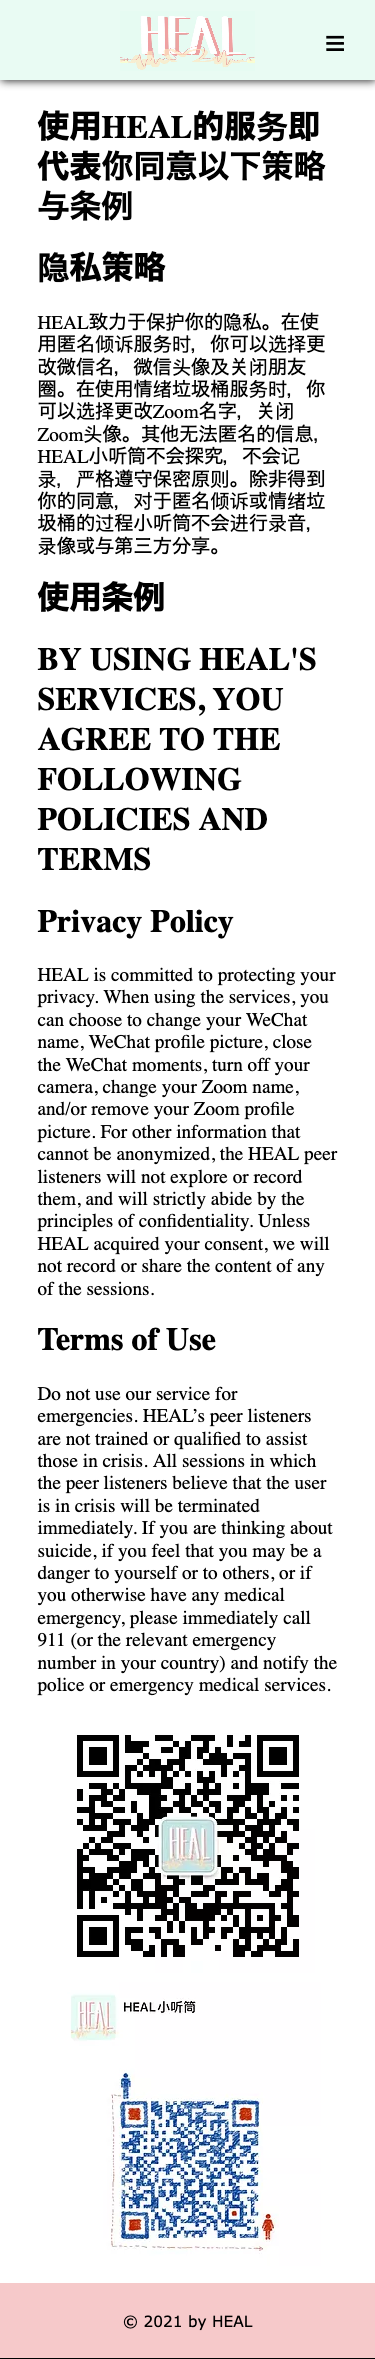 HEAL
使用HEAL的服务即
代表你同意以下策略
与条例
隐私策略
HEAL致力于保护你的隐私。在使
用匿名倾诉服务时，你可以选择更
改微信名，微信头像及关闭朋友
圈。在使用情绪垃圾桶服务时，你
可以选择更改Zoom名字，关闭
Zoom头像。其他无法匿名的信息，
HEAL小听筒不会探究，不会记
录，严格遵守保密原则。除非得到
你的同意，对于匿名倾诉或情绪垃
圾桶的过程小听筒不会进行录音，
录像或与第三方分享。
使用条例
BY USING HEAL'S
SERVICES, YOU
AGREE TO THE
FOLLOWING
POLICIES AND
TERMS
Privacy Policy
HEAL is committed to protecting your
privacy. When using the services, you
can choose to change your WeChat
name, WeChat profile picture, close
the WeChat moments, turn off your
camera, change your Zoom name,
and/or remove your Zoom profile
picture. For other information that
cannot be anonymized, the HEAL peer
listeners will not explore or record
them, and will strictly abide by the
principles of confidentiality. Unless
HEAL acquired your consent, we will
not record or share the content of any
of the sessions.
Terms of Use
Do not use our service for
emergencies. HEAL’s peer listeners
are not trained or qualified to assist
those in crisis. All sessions in which
the peer listeners believe that the user
is in crisis will be terminated
immediately. If you are thinking about
suicide, if you feel that you may be a
danger to yourself or to others, or if
you otherwise have any medical
emergency, please immediately call
911 (or the relevant emergency
number in your country) and notify the
police or emergency medical services.
HEAL
HEAL
HEAL小听筒
© 2021 by HEAL